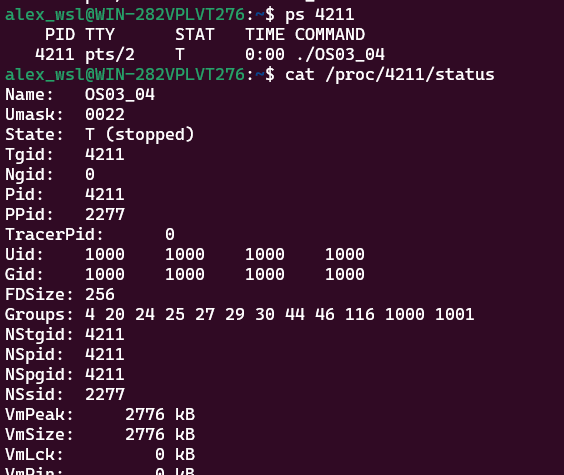 alex_wsl@WIN-282VPLVT276:~$ ps 4211
    PID TTY      STAT   TIME COMMAND
   4211 pts/2    T      0:00 ./OS03_04
alex_wsl@WIN-282VPLVT276:~$ cat /proc/4211/status
Name:   OS03_04
Umask:  0022
State:  T (stopped)
Tgid:   4211
Ngid:   0
Pid:    4211
PPid:   2277
TracerPid:      0
Uid:    1000    1000    1000    1000
Gid:    1000    1000    1000    1000
FDSize: 256
Groups: 4 20 24 25 27 29 30 44 46 116 1000 1001
NStgid: 4211
NSpid:  4211
NSpgid: 4211
NSsid:  2277
VmPeak:     2776 kB
VmSize:     2776 kB
VmLck:         0 kB
VmPin:         0 kB